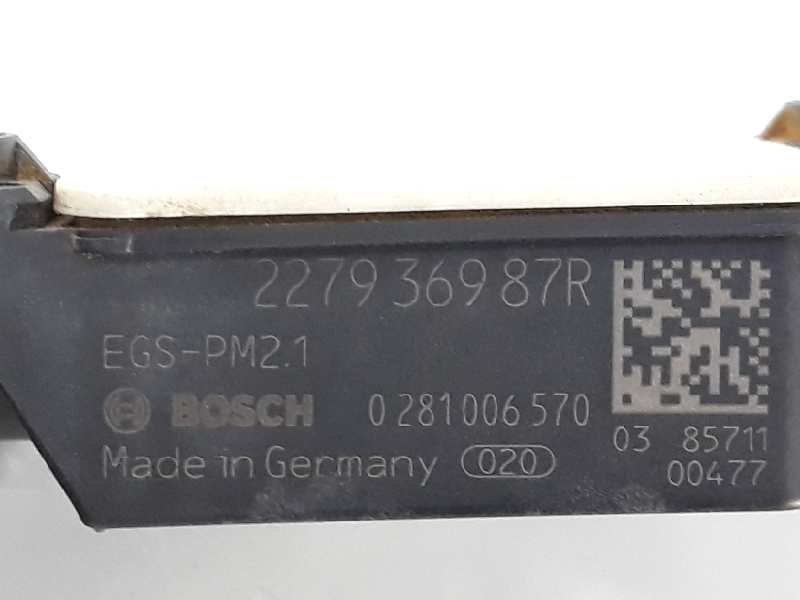 2279 369 87R
EGS-PM2.1
BOSCH 0 281 006 570
Made in Germany 020
03 85711
00477